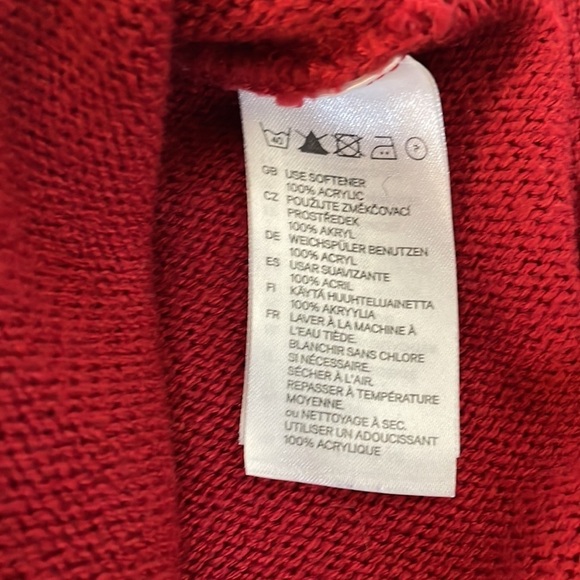 40
GB USE SOFTENER
100% ACRYLIC
CZ POUŽIJTE ZMĚKČOVACÍ
PROSTŘEDEK
100% AKRYL
DE WEICHSPÜLER BENUTZEN
100% ACRYL
ES USAR SUAVIZANTE
100% ACRIL
FI KÄYTÄ HUUHTELUAINETTA
100% AKRYYLIA
FR LAVER À LA MACHINE À
L'EAU TIÈDE.
BLANCHIR SANS CHLORE
SI NÉCESSAIRE.
SÉCHER À L'AIR.
REPASSER À TEMPÉRATURE
MOYENNE.
ou NETTOYAGE À SEC.
UTILISER UN ADOUCISSANT
100% ACRYLIQUE